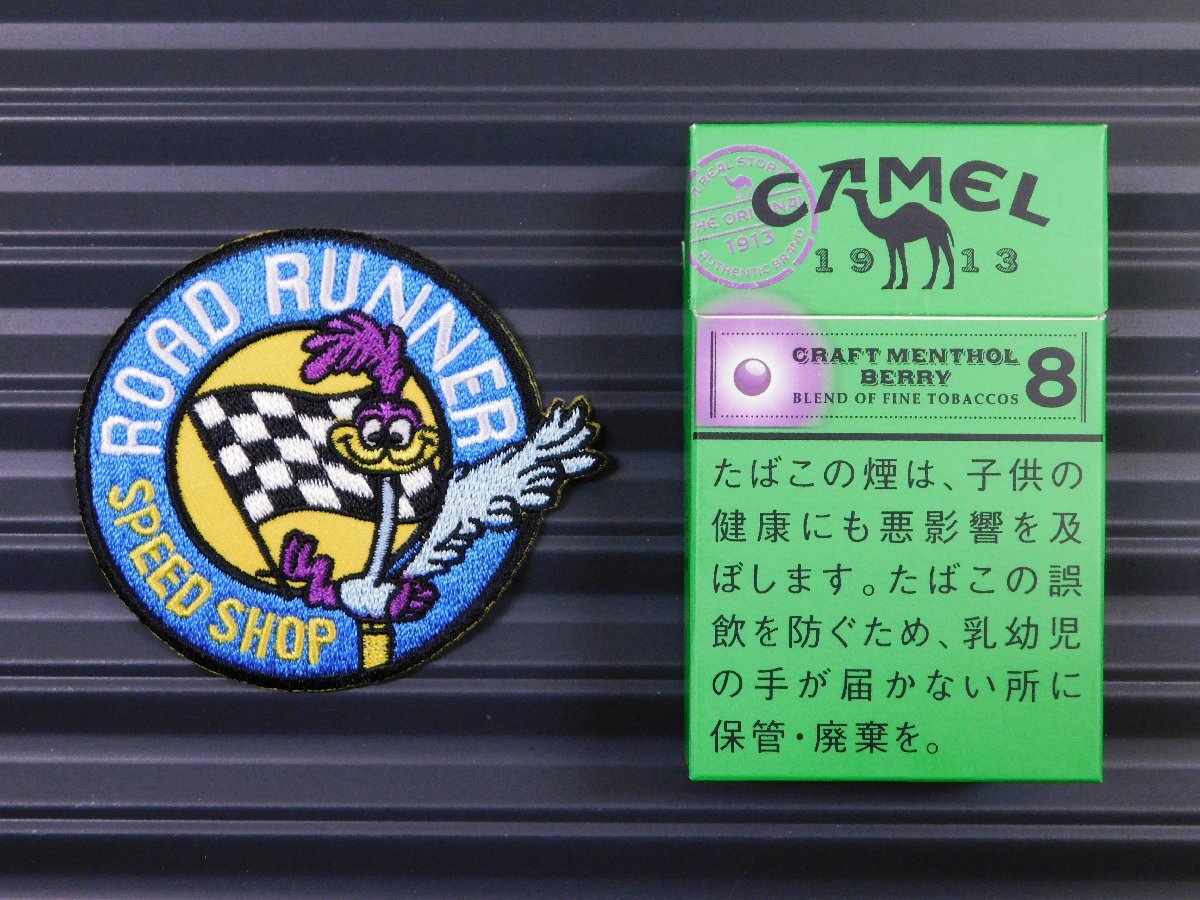 ROAD RUNNER
SPEED SHOP
A REAL STORY
THE ORIGINAL
1913
AUTHENTIC BRAND
CAMEL
1913
CRAFT MENTHOL
BERRY
8
BLEND OF FINE TOBACCOS
たばこの煙は、子供の
健康にも悪影響を及
ぼします。たばこの誤
飲を防ぐため、乳幼児
の手が届かない所に
保管・廃棄を。